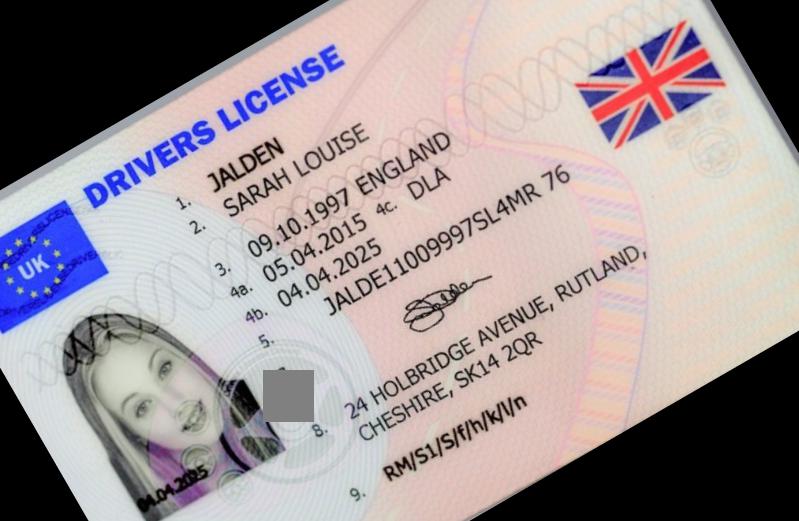 DRIVERS LICENSE
UK
1. JALDEN
2. SARAH LOUISE
3. 09.10.1997 ENGLAND
4a. 05.04.2015 4c. DLA
4b. 04.04.2025
5. JALDE11009997SL4MR 76
8. 24 HOLBRIDGE AVENUE, RUTLAND,
CHESHIRE, SK14 2QR
9. RM/S1/S/f/h/k/l/n
04.04.2025